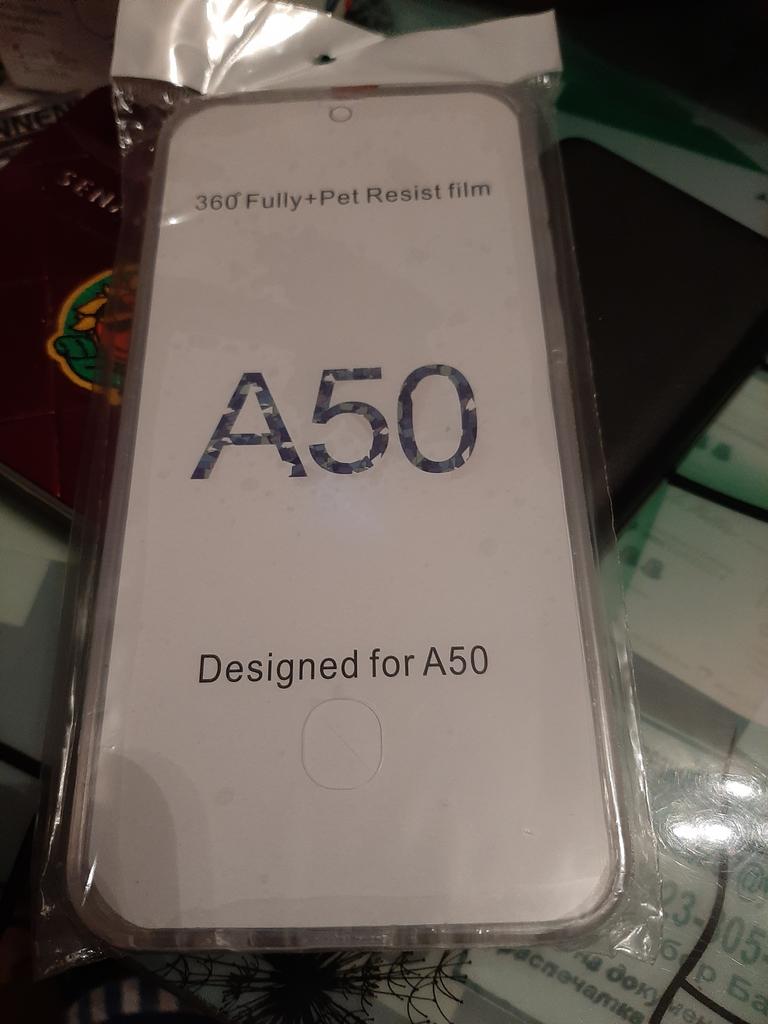 360° Fully+Pet Resist film
A50
Designed for A50